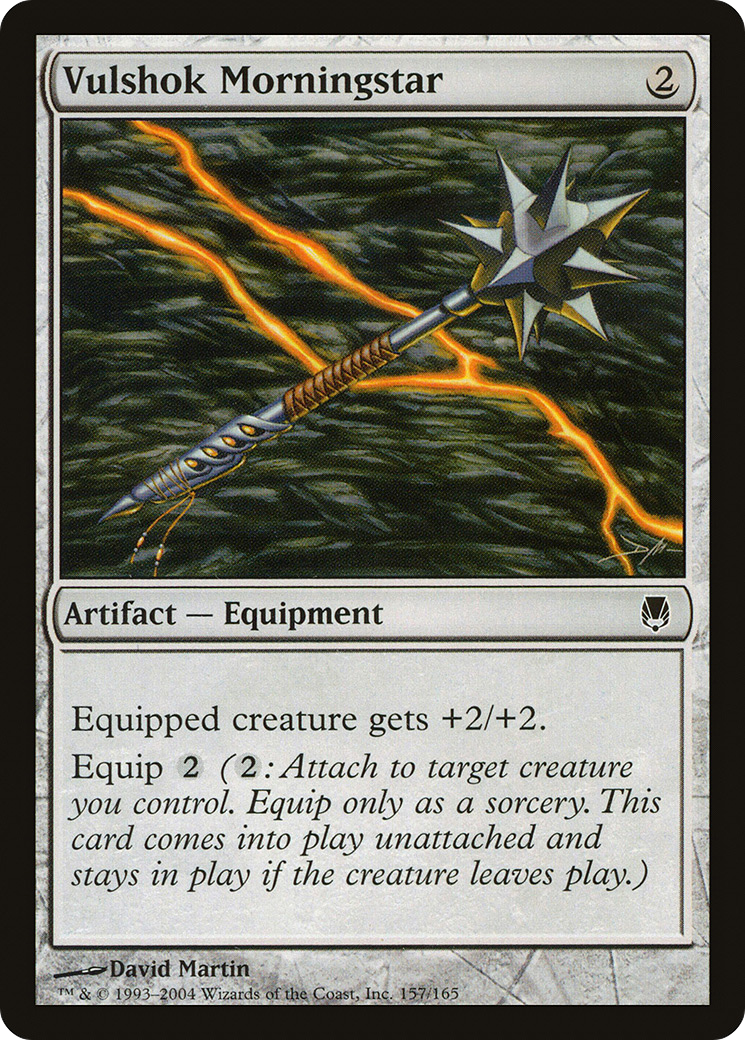 Vulshok Morningstar 2
DM
Artifact — Equipment
Equipped creature gets +2/+2.
Equip 2 (2: Attach to target creature
you control. Equip only as a sorcery. This
card comes into play unattached and
stays in play if the creature leaves play.)
David Martin
™ & © 1993–2004 Wizards of the Coast, Inc. 157/165